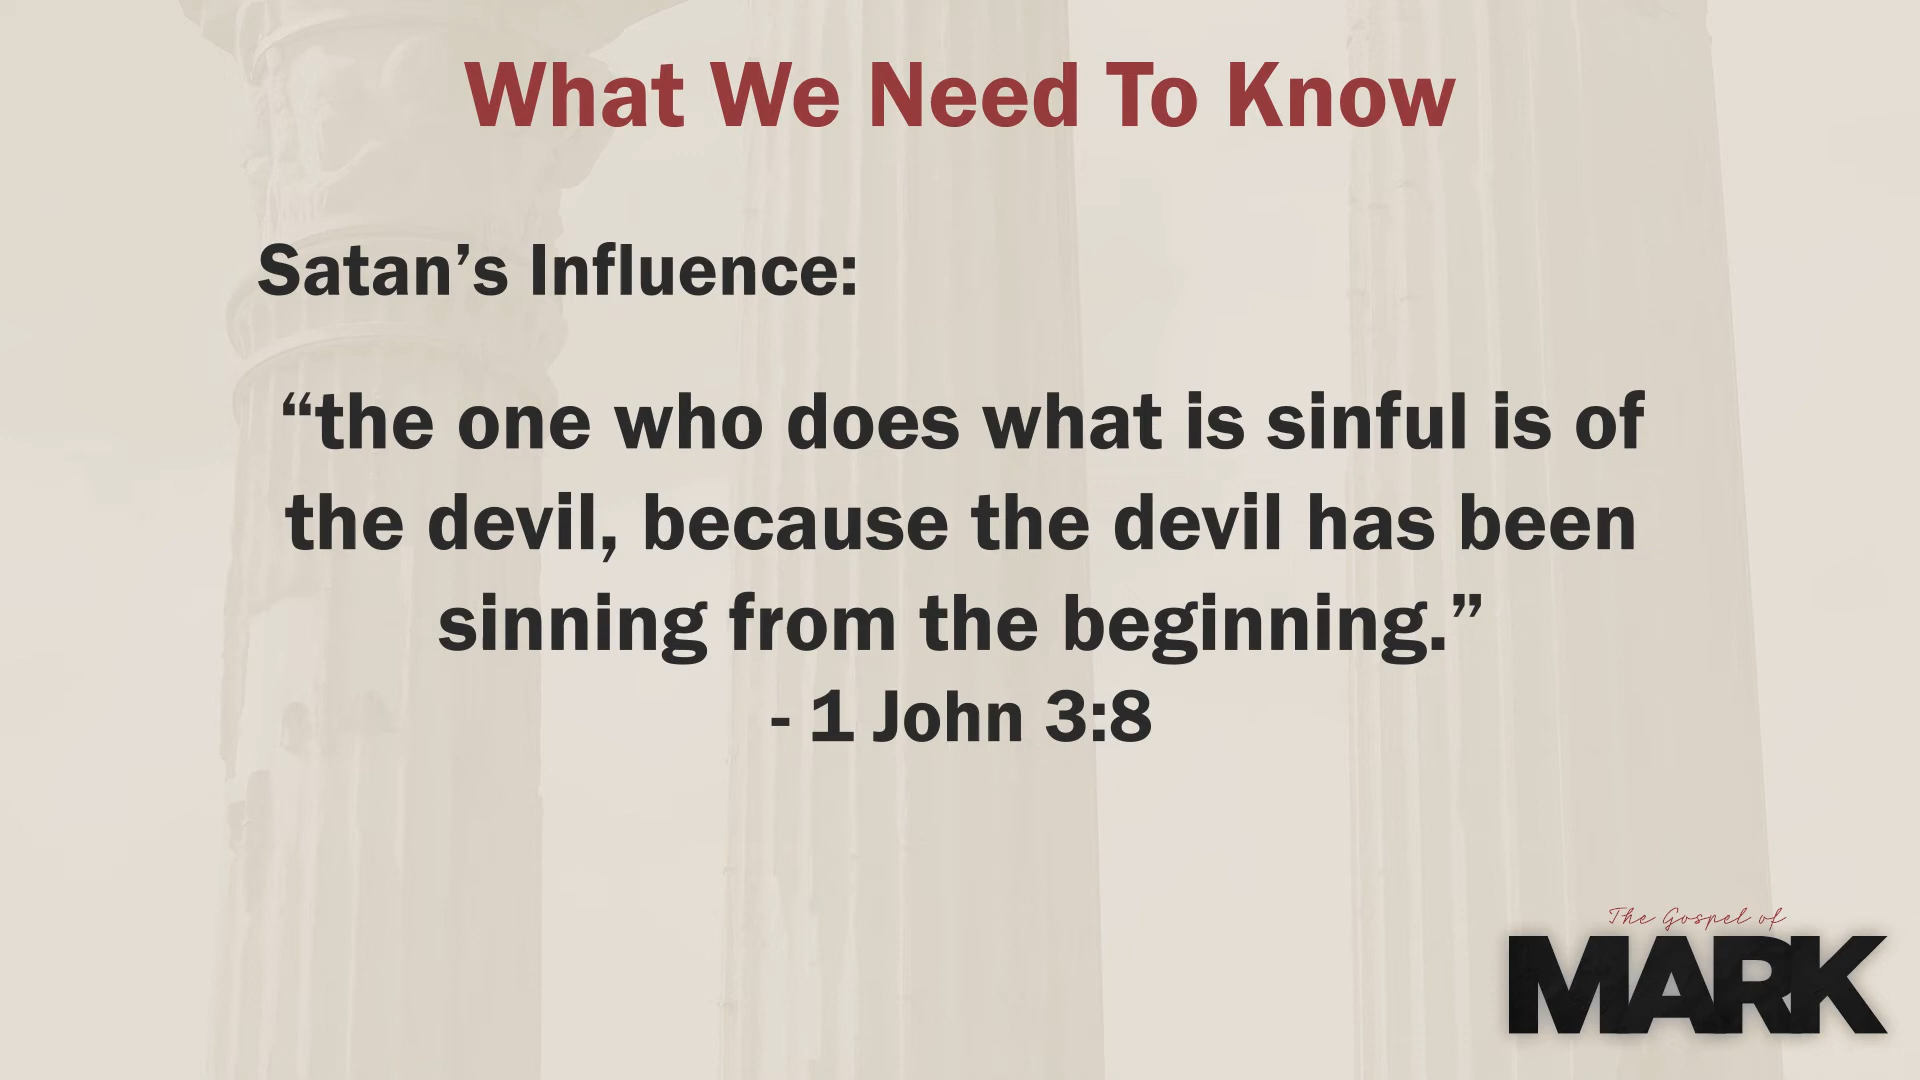 What We Need To Know
Satan’s Influence:
“the one who does what is sinful is of
the devil, because the devil has been
sinning from the beginning.”
- 1 John 3:8
The Gospel of
MARK